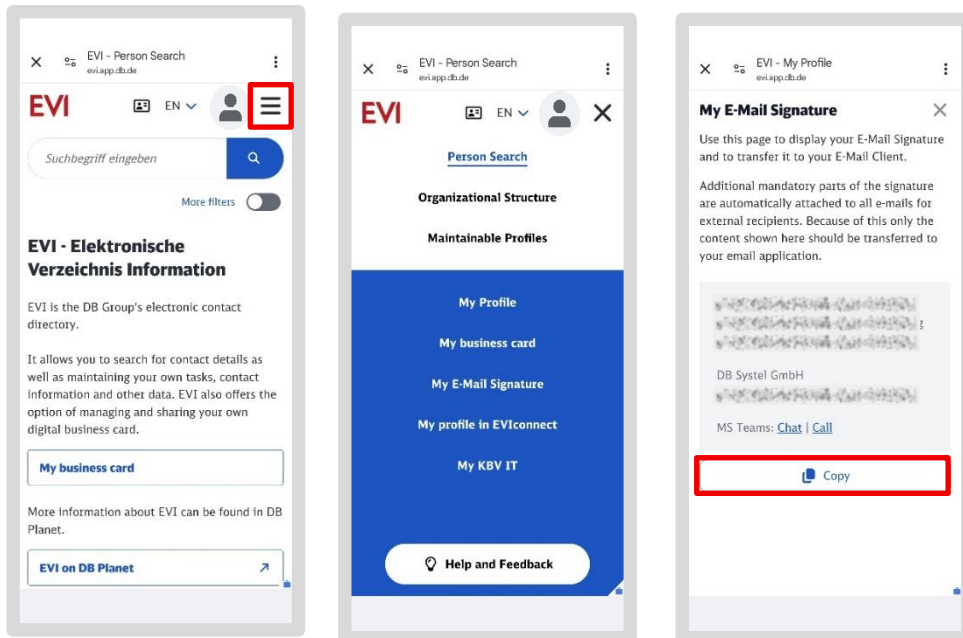 EVI - Person Search
evi.app.db.de
EVI
EN
Suchbegriff eingeben
More filters
EVI - Elektronische
Verzeichnis Information
EVI is the DB Group's electronic contact
directory.
It allows you to search for contact details as
well as maintaining your own tasks, contact
information and other data. EVI also offers the
option of managing and sharing your own
digital business card.
My business card
More information about EVI can be found in DB
Planet.
EVI on DB Planet
EVI - Person Search
evi.app.db.de
EVI
EN
Person Search
Organizational Structure
Maintainable Profiles
My Profile
My business card
My E-Mail Signature
My profile in EVIconnect
My KBV IT
Help and Feedback
EVI - My Profile
evi.app.db.de
My E-Mail Signature
Use this page to display your E-Mail Signature
and to transfer it to your E-Mail Client.
Additional mandatory parts of the signature
are automatically attached to all e-mails for
external recipients. Because of this only the
content shown here should be transferred to
your email application.
DB Systel GmbH
MS Teams: Chat | Call
Copy